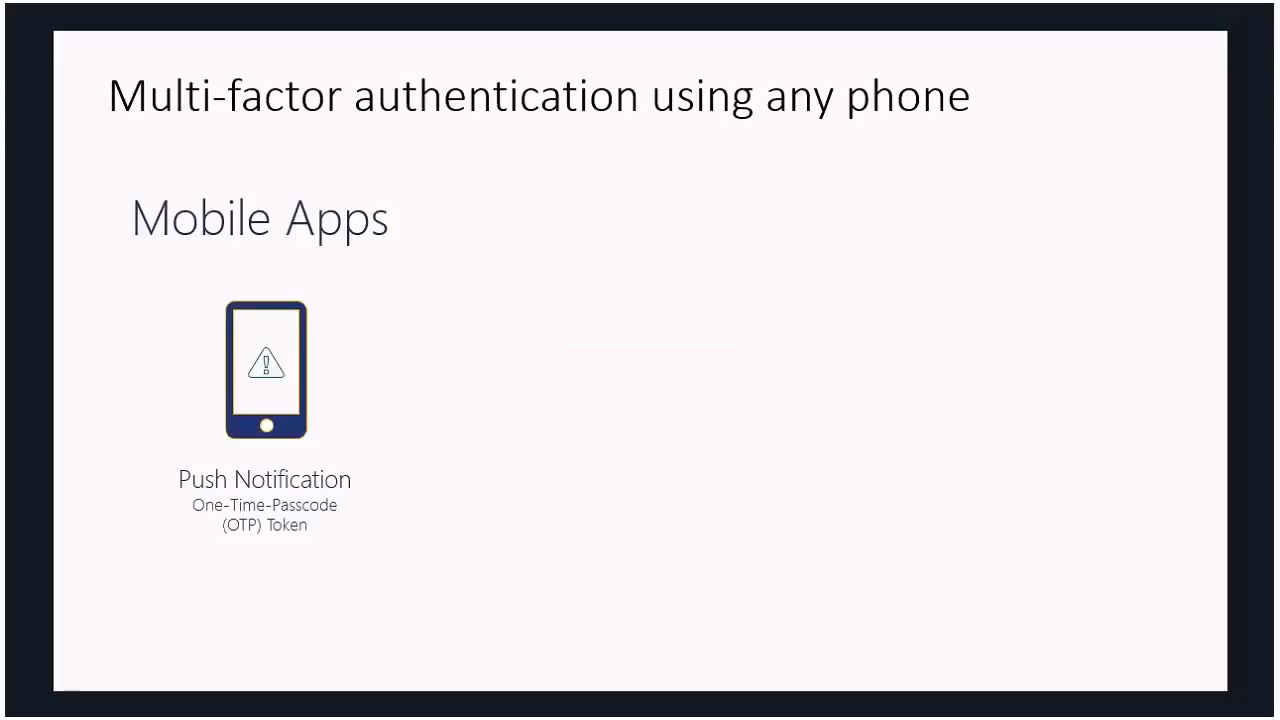 Multi-factor authentication using any phone
Mobile Apps
Push Notification
One-Time-Passcode
(OTP) Token